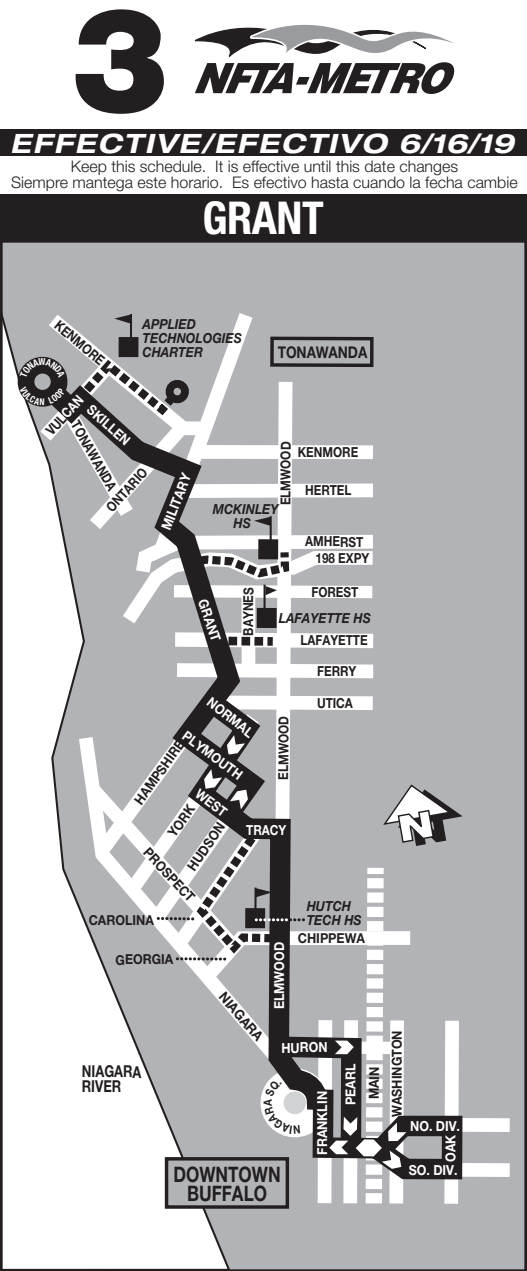 3
NFTA-METRO
EFFECTIVE/EFECTIVO 6/16/19
Keep this schedule. It is effective until this date changes
Siempre mantega este horario. Es efectivo hasta cuando la fecha cambie
GRANT
APPLIED
TECHNOLOGIES
CHARTER
KENMORE
TONAWANDA
TONAWANDA
VULCAN LOOP
VULCAN
SKILLEN
TONAWANDA
ONTARIO
MILITARY
ELMWOOD
KENMORE
HERTEL
MCKINLEY
HS
AMHERST
198 EXPY
FOREST
BAYNES
LAFAYETTE HS
GRANT
LAFAYETTE
FERRY
UTICA
NORMAL
PLYMOUTH
ELMWOOD
HAMPSHIRE
WEST
YORK
HUDSON
TRACY
N
PROSPECT
HUTCH
TECH HS
CAROLINA
CHIPPEWA
GEORGIA
ELMWOOD
NIAGARA
HURON
NIAGARA
RIVER
NIAGARA SQ.
FRANKLIN
PEARL
MAIN
WASHINGTON
NO. DIV.
OAK
SO. DIV.
DOWNTOWN
BUFFALO